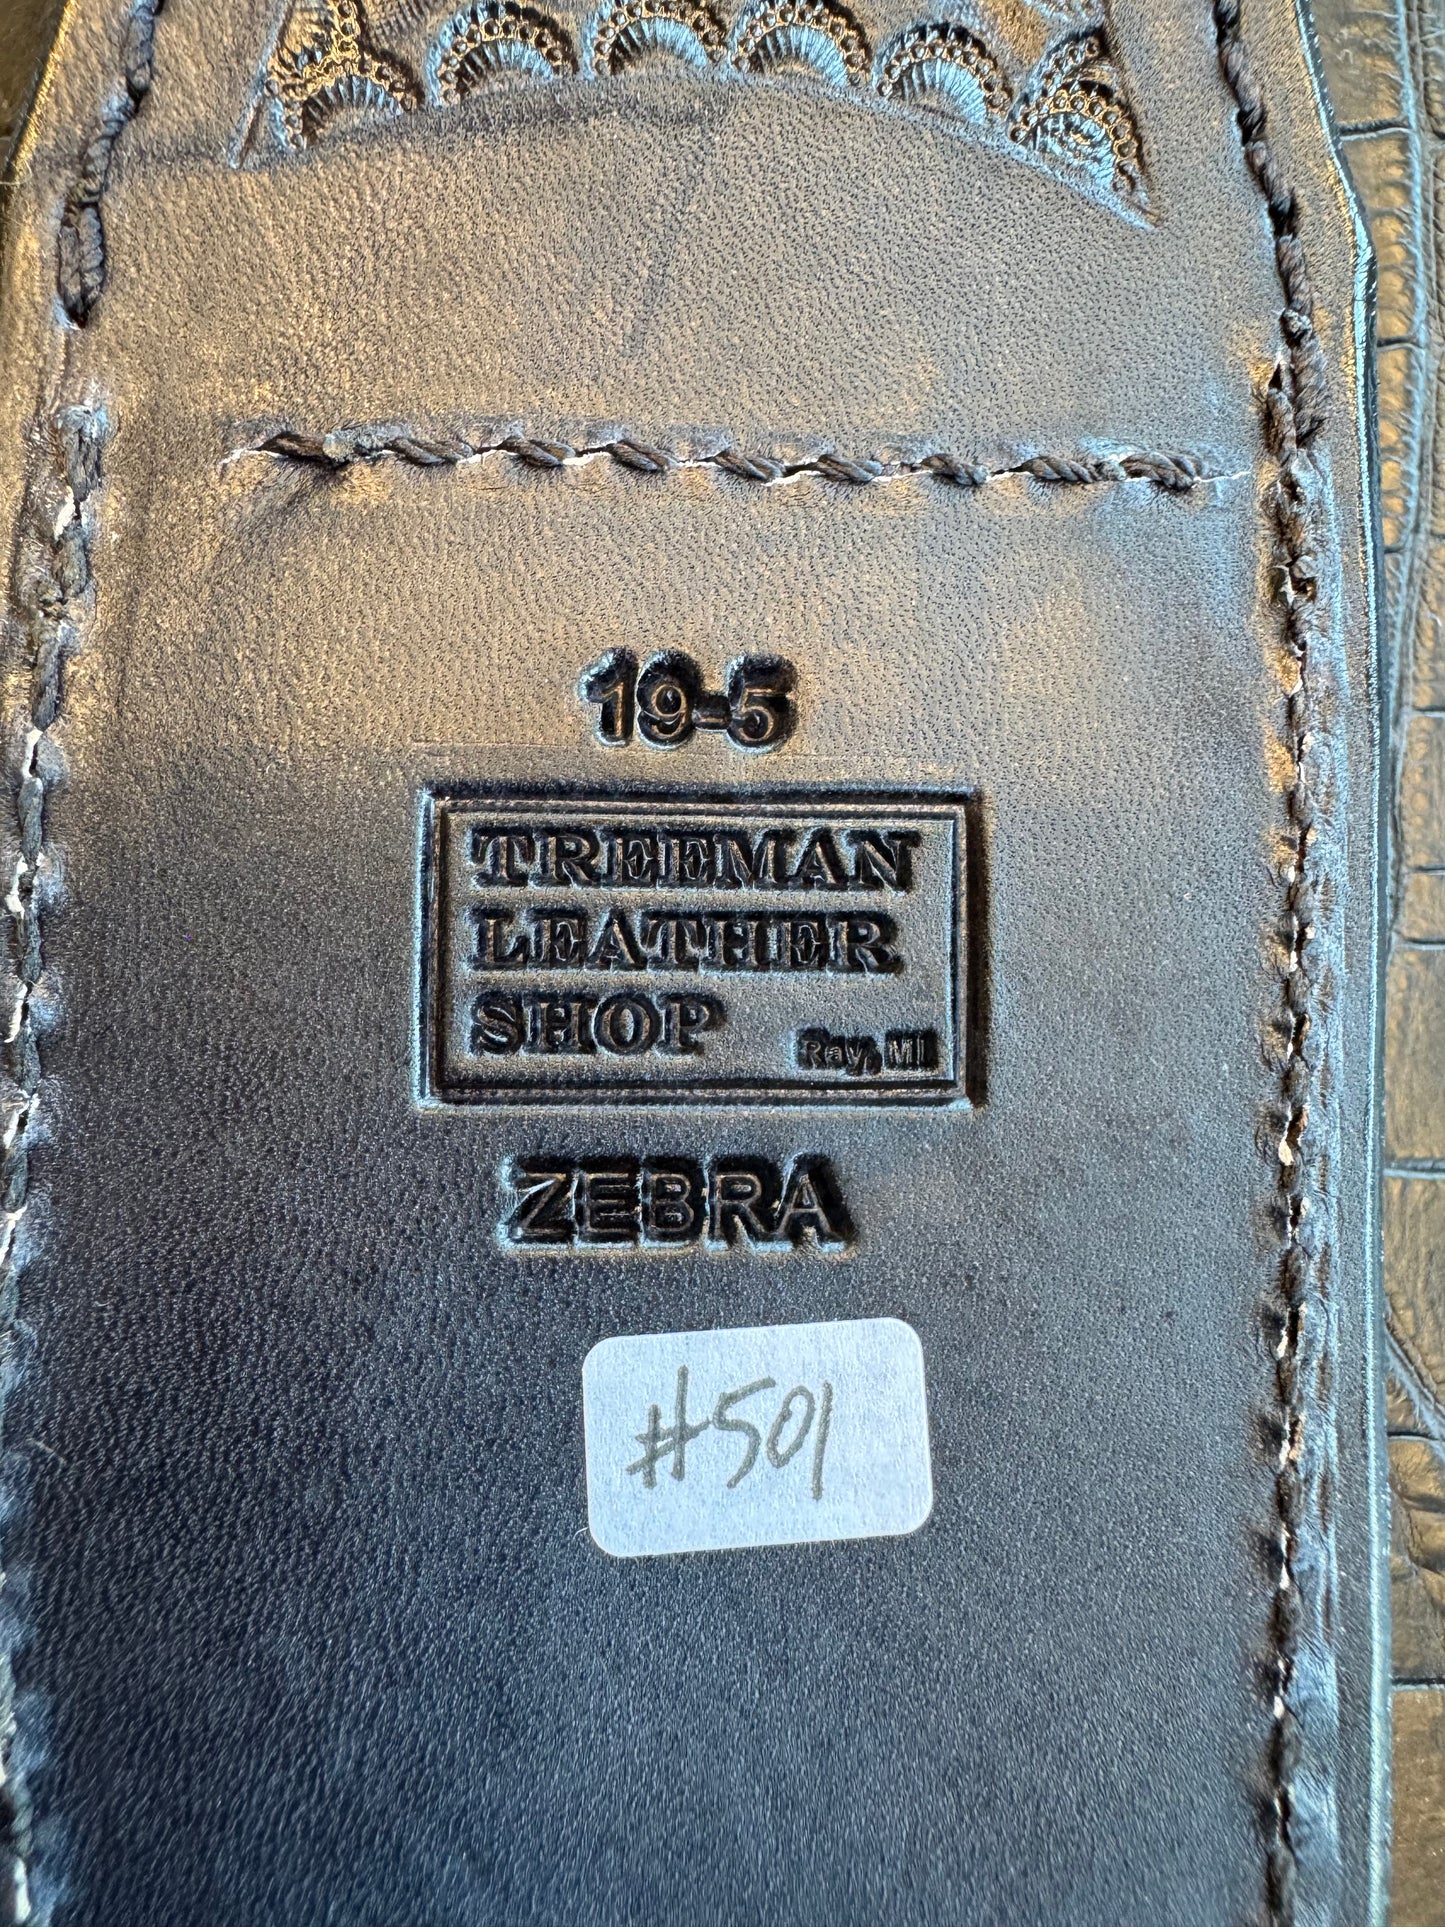 19-5
TREEMAN
LEATHER
SHOP Ray, MI
ZEBRA
#501